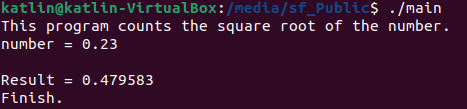 katlin@katlin-VirtualBox:/media/sf_Public$ ./main
This program counts the square root of the number.
number = 0.23
Result = 0.479583
Finish.